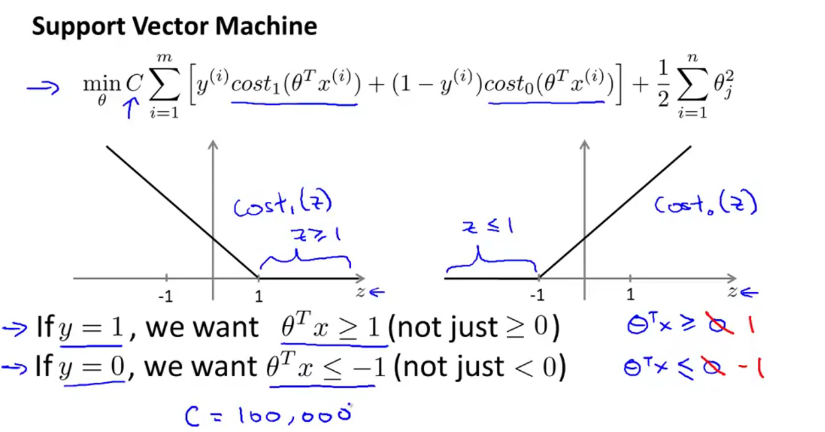 Support Vector Machine
→ min_θ C ∑_{i=1}^{m} [ y^{(i)} cost_1(θ^T x^{(i)}) + (1 − y^{(i)}) cost_0(θ^T x^{(i)}) ] + 1/2 ∑_{i=1}^{n} θ_j^2
cost_1(z)
z ≥ 1
-1 1 z ←
z ≤ 1
cost_0(z)
-1 1 z ←
→ If y = 1, we want θ^T x ≥ 1 (not just ≥ 0) θ^T x ≥ 0 1
→ If y = 0, we want θ^T x ≤ −1 (not just < 0) θ^T x ≤ 0 -1
C = 100,000